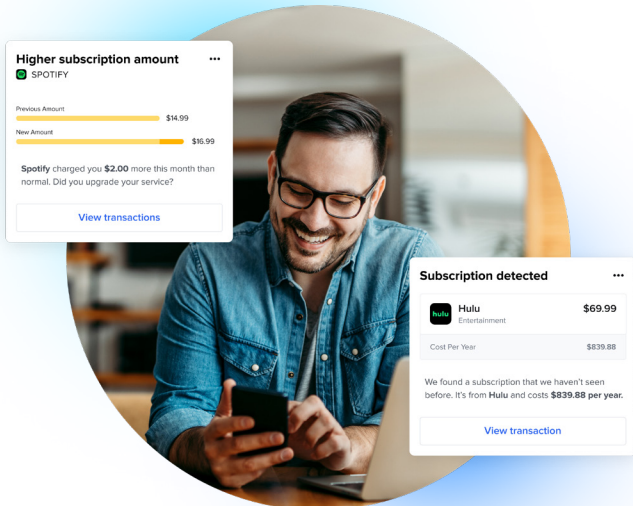 Higher subscription amount
SPOTIFY
Previous Amount
$14.99
New Amount
$16.99
Spotify charged you $2.00 more this month than
normal. Did you upgrade your service?
View transactions
Subscription detected
hulu
Hulu
$69.99
Entertainment
Cost Per Year
$839.88
We found a subscription that we haven't seen
before. It's from Hulu and costs $839.88 per year.
View transaction